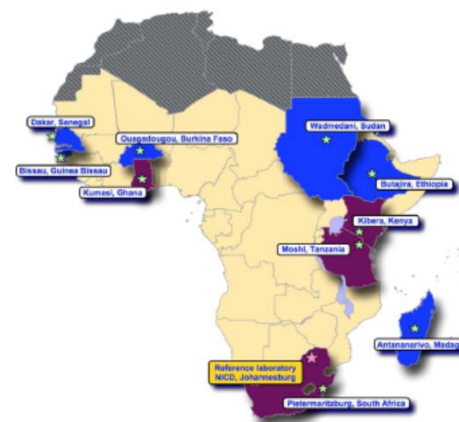 Dakar, Senegal
Ouagadougou, Burkina Faso
Bissau, Guinea Bissau
Kumasi, Ghana
Wadmedani, Sudan
Butajira, Ethiopia
Kibera, Kenya
Moshi, Tanzania
Antananarivo, Madag
Reference laboratory
NICD, Johannesburg
Pietermaritzburg, South Africa